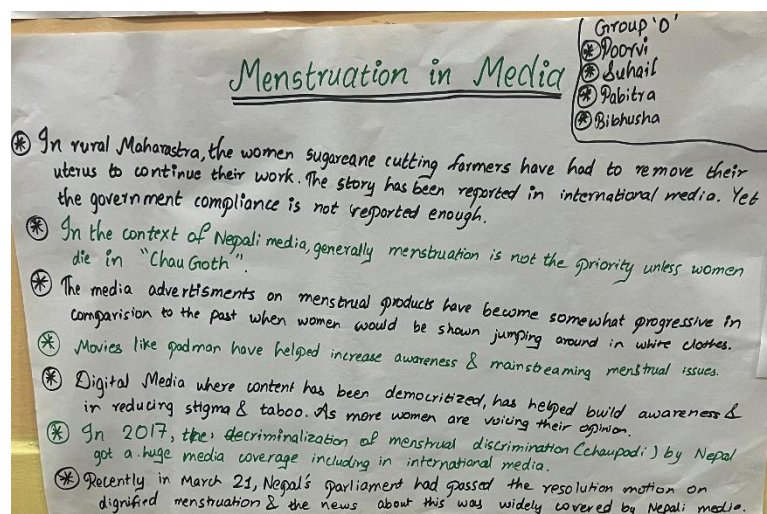 Group 'D'
⊛ Poorvi
⊛ Suhail
⊛ Pabitra
⊛ Bibhusha
Menstruation in Media
⊛ In rural Maharastra, the women sugarcane cutting farmers have had to remove their
uterus to continue their work. The story has been reported in international media. Yet
the government compliance is not reported enough.
⊛ In the context of Nepali media, generally menstruation is not the priority unless women
die in "Chau Goth".
⊛ The media advertisments on menstrual products have become somewhat progressive in
comparision to the past when women would be shown jumping around in white clothes.
⊛ Movies like padman have helped increase awareness & mainstreaming menstrual issues.
⊛ Digital Media where content has been democritized, has helped build awareness &
in reducing stigma & taboo. As more women are voicing their opinion.
⊛ In 2017, the decriminalization of menstrual discrimination (chaupadi) by Nepal
got a huge media coverage including in international media.
⊛ Recently in March 21, Nepal's parliament had passed the resolution motion on
dignified menstruation & the news about this was widely covered by Nepali media.